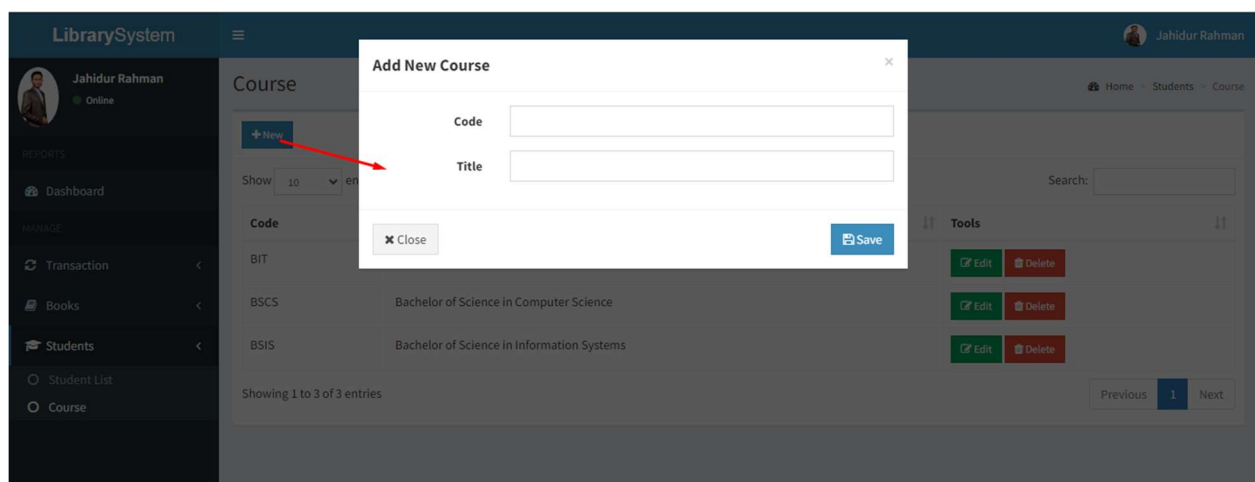 LibrarySystem
Jahidur Rahman
Jahidur Rahman
Online
REPORTS
Dashboard
MANAGE
Transaction
Books
Students
Student List
Course
Course
Home > Students > Course
+ New
Show 10 en
Search:
Code Tools
BIT Edit Delete
BSCS Bachelor of Science in Computer Science Edit Delete
BSIS Bachelor of Science in Information Systems Edit Delete
Showing 1 to 3 of 3 entries
Previous 1 Next
Add New Course ×
Code
Title
Close Save